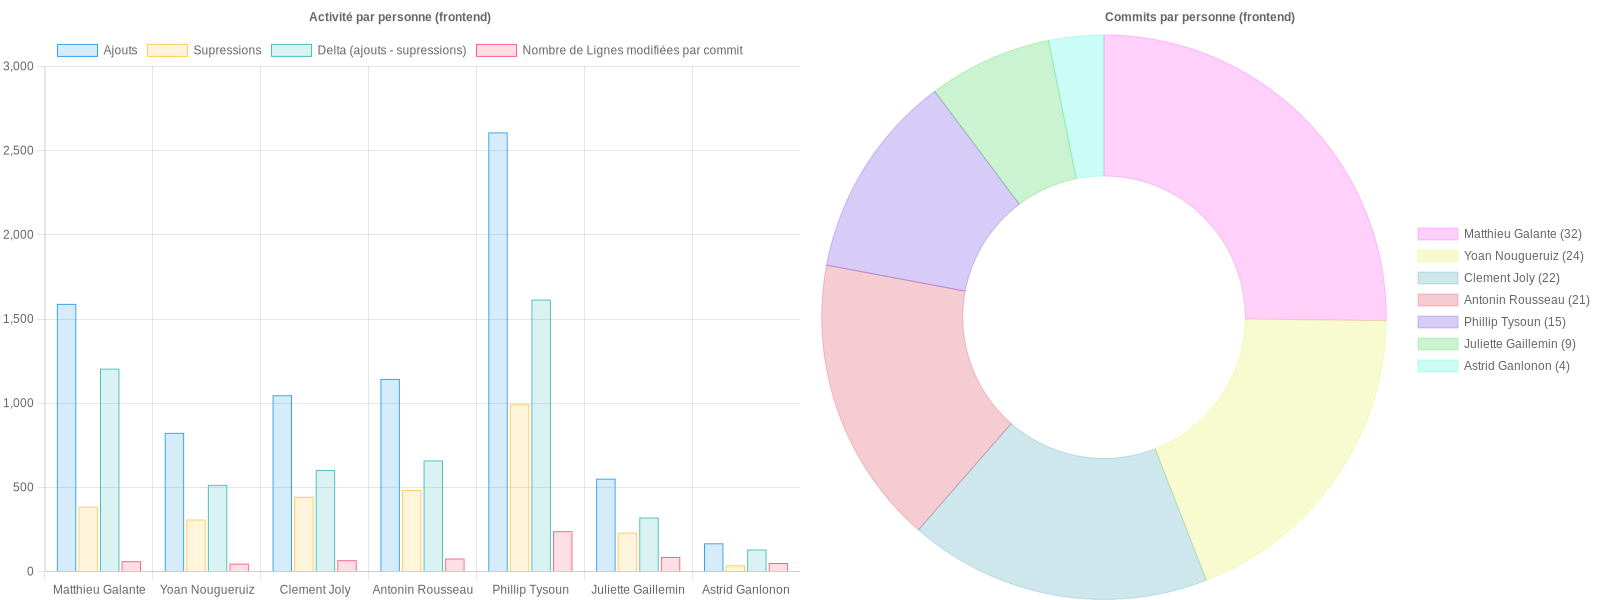 Activité par personne (frontend)
Ajouts
Supressions
Delta (ajouts - supressions)
Nombre de Lignes modifiées par commit
3,000
2,500
2,000
1,500
1,000
500
0
Matthieu Galante
Yoan Nougueruiz
Clement Joly
Antonin Rousseau
Phillip Tysoun
Juliette Gaillemin
Astrid Ganlonon
Commits par personne (frontend)
Matthieu Galante (32)
Yoan Nougueruiz (24)
Clement Joly (22)
Antonin Rousseau (21)
Phillip Tysoun (15)
Juliette Gaillemin (9)
Astrid Ganlonon (4)